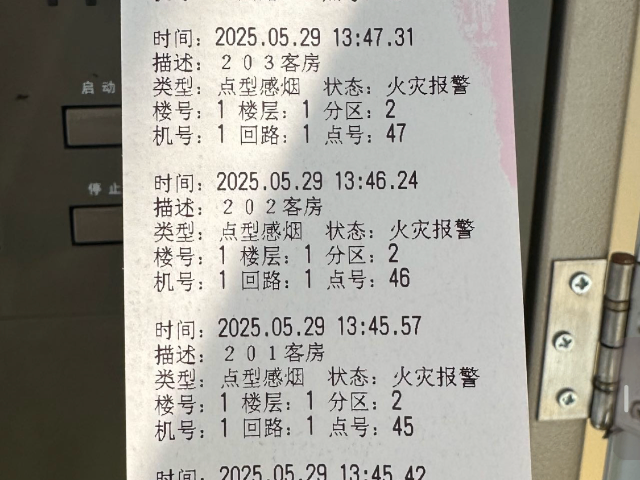 时间: 2025.05.29 13:47.31
描述: 203客房
类型: 点型感烟 状态: 火灾报警
楼号: 1 楼层: 1 分区: 2
机号: 1 回路: 1 点号: 47
启动
时间: 2025.05.29 13:46.24
描述: 202客房
类型: 点型感烟 状态: 火灾报警
楼号: 1 楼层: 1 分区: 2
机号: 1 回路: 1 点号: 46
停止
时间: 2025.05.29 13:45.57
描述: 201客房
类型: 点型感烟 状态: 火灾报警
楼号: 1 楼层: 1 分区: 2
机号: 1 回路: 1 点号: 45
时间: 2025.05.29 13:45.42